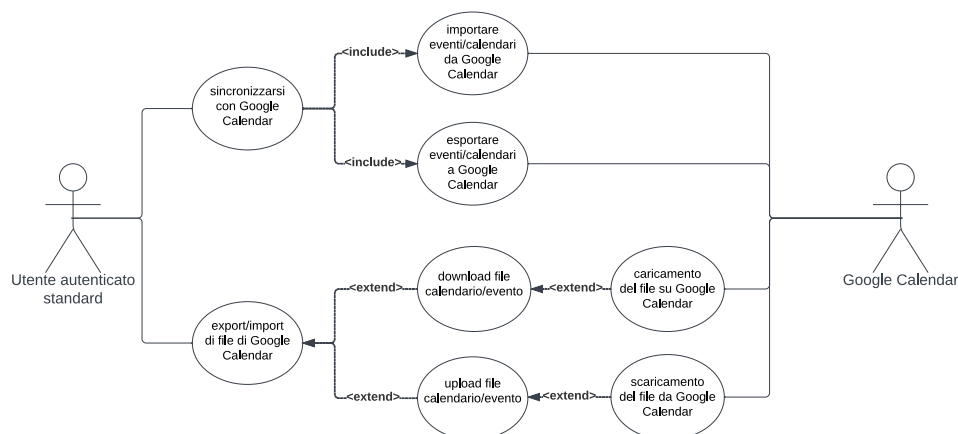 importare
eventi/calendari
da Google
Calendar
<include>
sincronizzarsi
con Google
Calendar
esportare
eventi/calendari
a Google
Calendar
<include>
Utente autenticato
standard
Google Calendar
download file
calendario/evento
caricamento
del file su Google
Calendar
<extend>
<extend>
export/import
di file di Google
Calendar
upload file
calendario/evento
scaricamento
del file da Google
Calendar
<extend>
<extend>